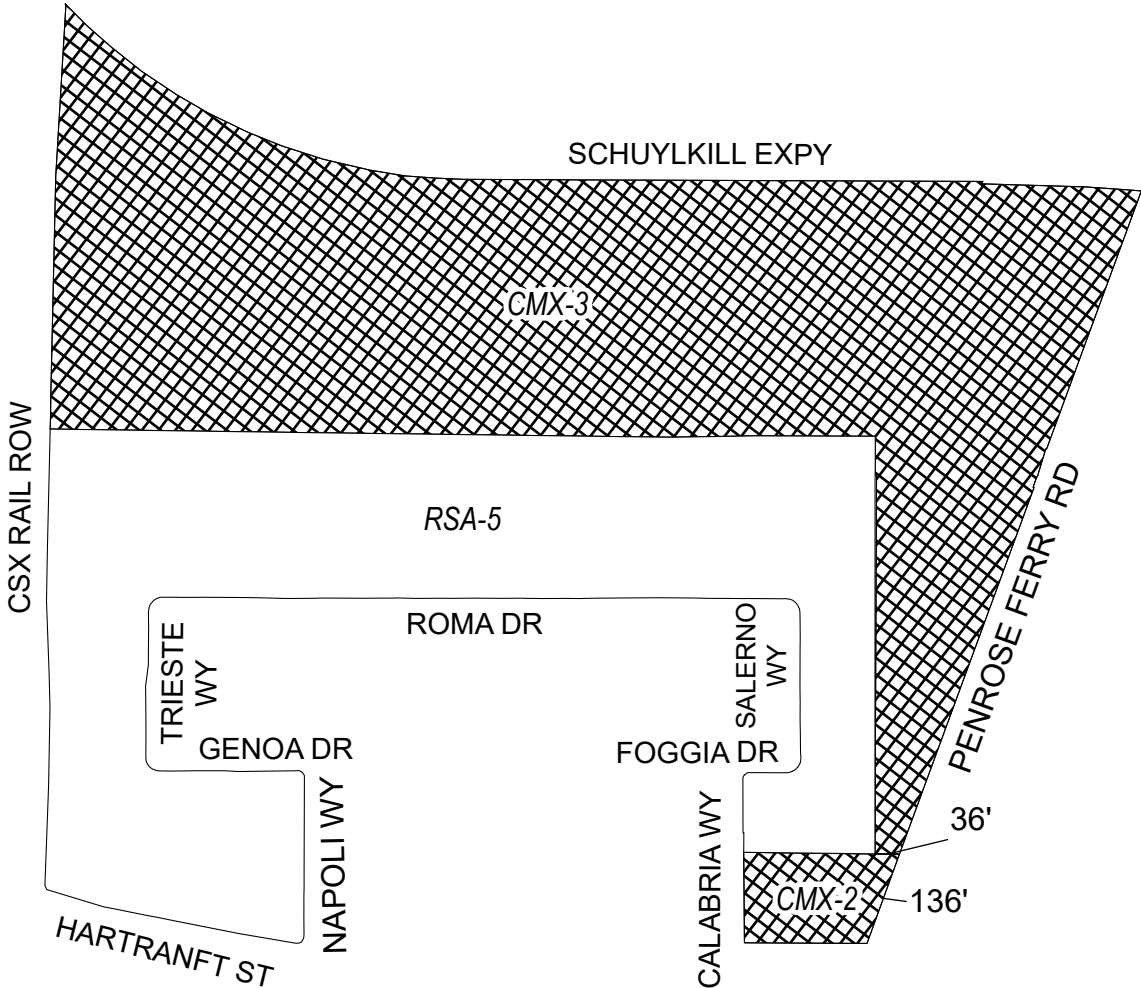 SCHUYLKILL EXPY
CMX-3
CSX RAIL ROW
RSA-5
PENROSE FERRY RD
ROMA DR
TRIESTE
WY
SALERNO
WY
GENOA DR
FOGGIA DR
NAPOLI WY
CALABRIA WY
36'
CMX-2
136'
HARTRANFT ST